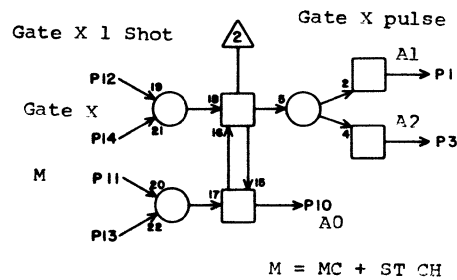 Gate X 1 Shot
2
Gate X pulse
P12
19
A1
2
P1
Gate X
18
5
21
16
P14
A2
4
P3
M
P11
20
15
17
P10
22
P13
A0
M = MC + ST CH